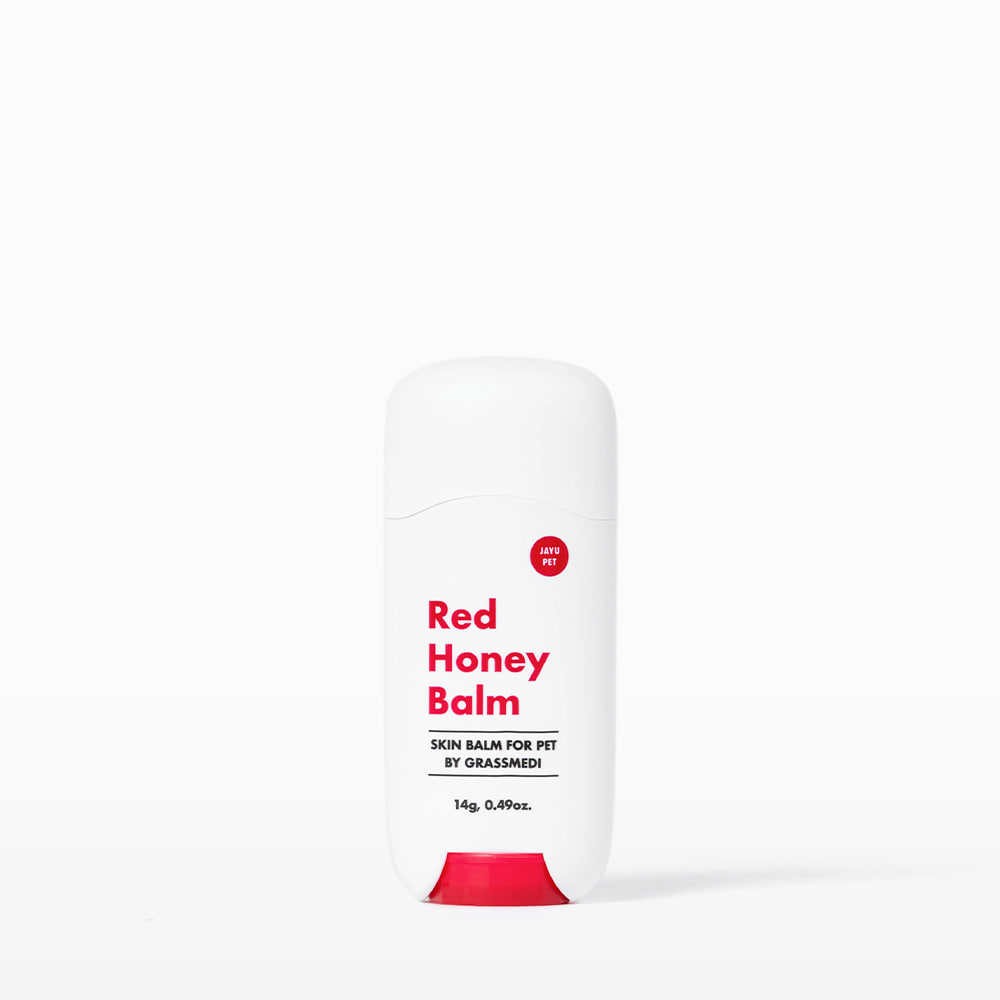 JAYU
PET
Red
Honey
Balm
SKIN BALM FOR PET
BY GRASSMEDI
14g, 0.49oz.